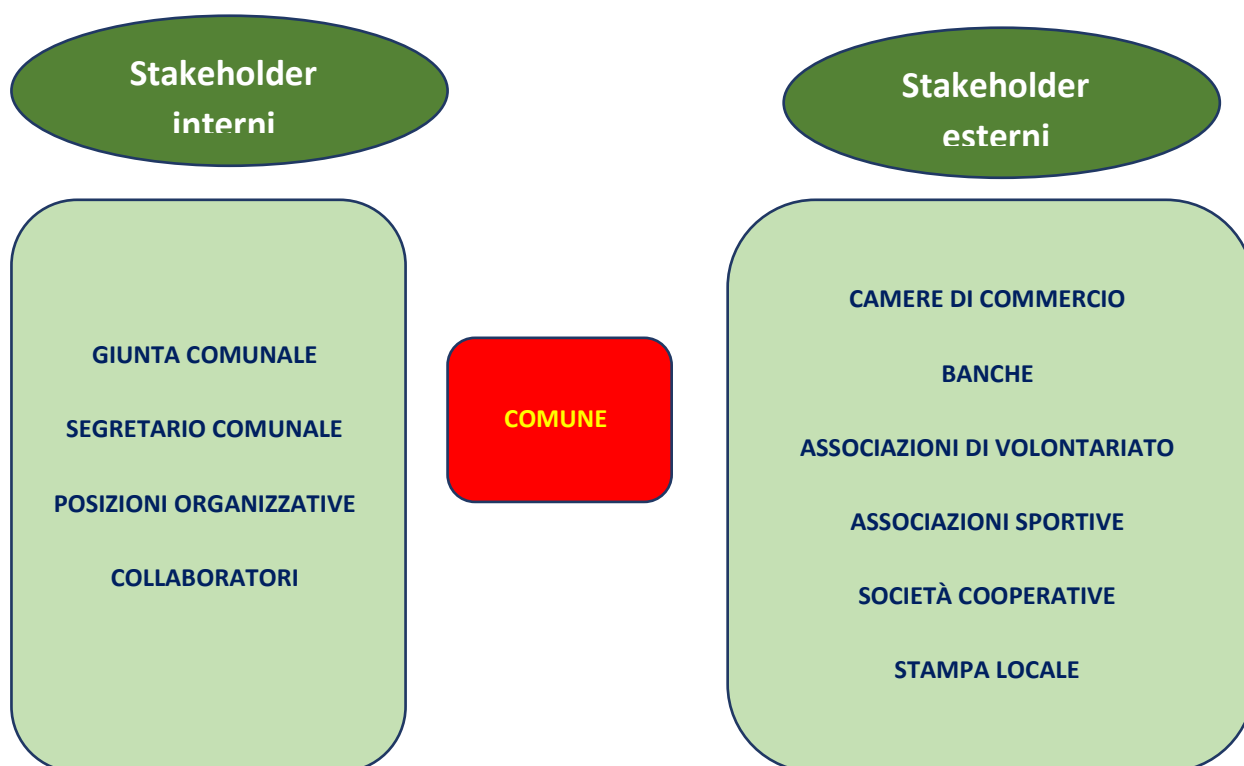 Stakeholder
interni
GIUNTA COMUNALE
SEGRETARIO COMUNALE
POSIZIONI ORGANIZZATIVE
COLLABORATORI
COMUNE
Stakeholder
esterni
CAMERE DI COMMERCIO
BANCHE
ASSOCIAZIONI DI VOLONTARIATO
ASSOCIAZIONI SPORTIVE
SOCIETÀ COOPERATIVE
STAMPA LOCALE